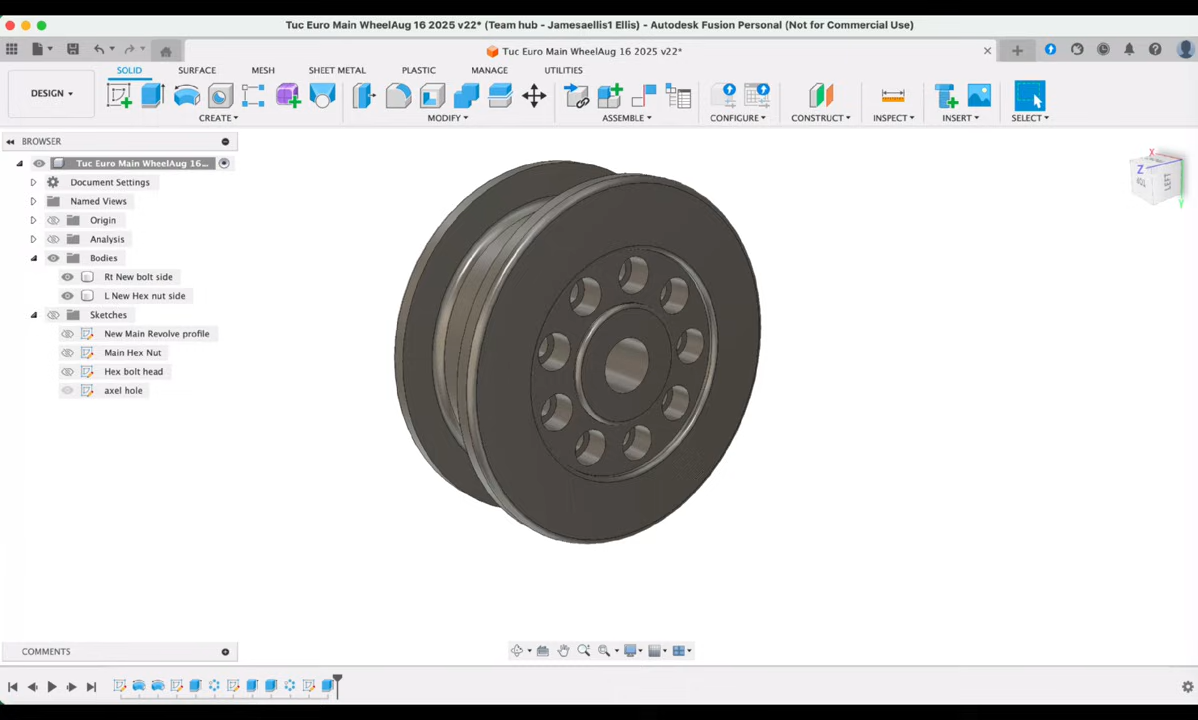 Tuc Euro Main WheelAug 16 2025 v22* (Team hub - Jamesaellis1 Ellis) - Autodesk Fusion Personal (Not for Commercial Use)
Tuc Euro Main WheelAug 16 2025 v22*
SOLID SURFACE MESH SHEET METAL PLASTIC MANAGE UTILITIES
DESIGN
CREATE MODIFY ASSEMBLE CONFIGURE CONSTRUCT INSPECT INSERT SELECT
BROWSER
Tuc Euro Main WheelAug 16...
Document Settings
Named Views
Origin
Analysis
Bodies
Rt New bolt side
L New Hex nut side
Sketches
New Main Revolve profile
Main Hex Nut
Hex bolt head
axel hole
X
Z
TOP
LEFT
Y
COMMENTS